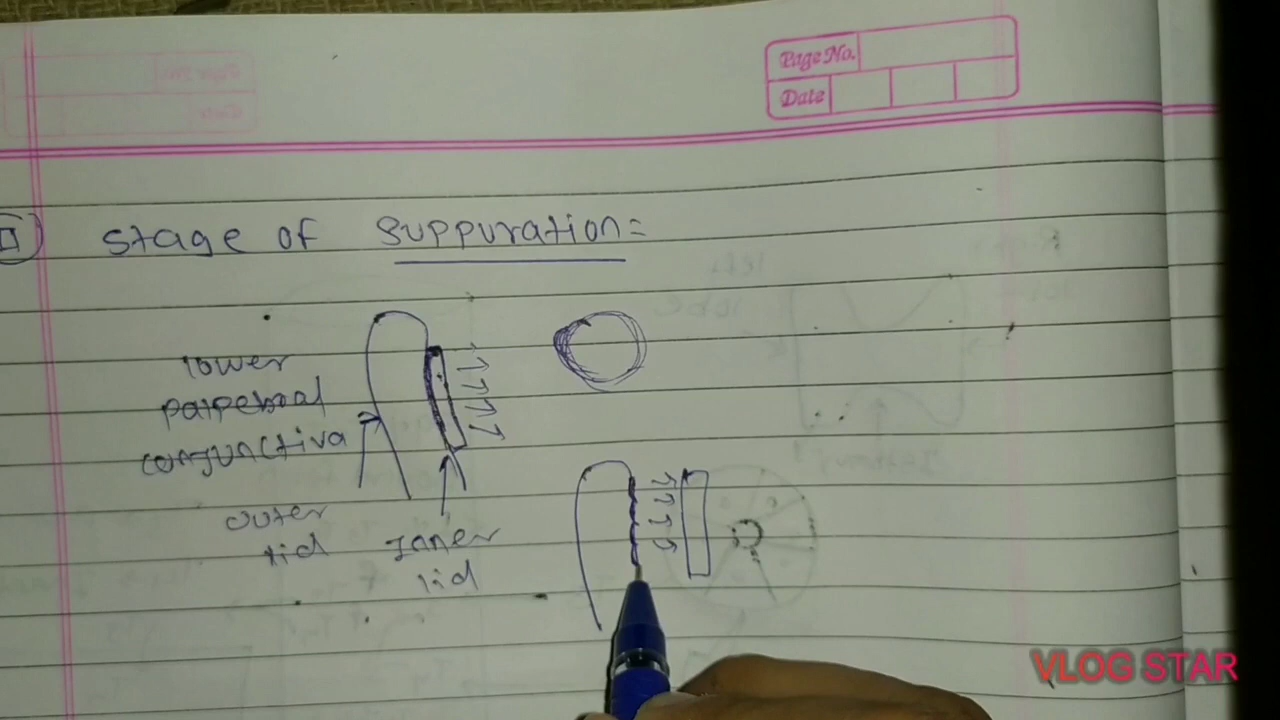 Page No.
Date
II) Stage of suppuration=
lower
palpebral
conjunctiva
outer
lid
Inner
lid
VLOG STAR